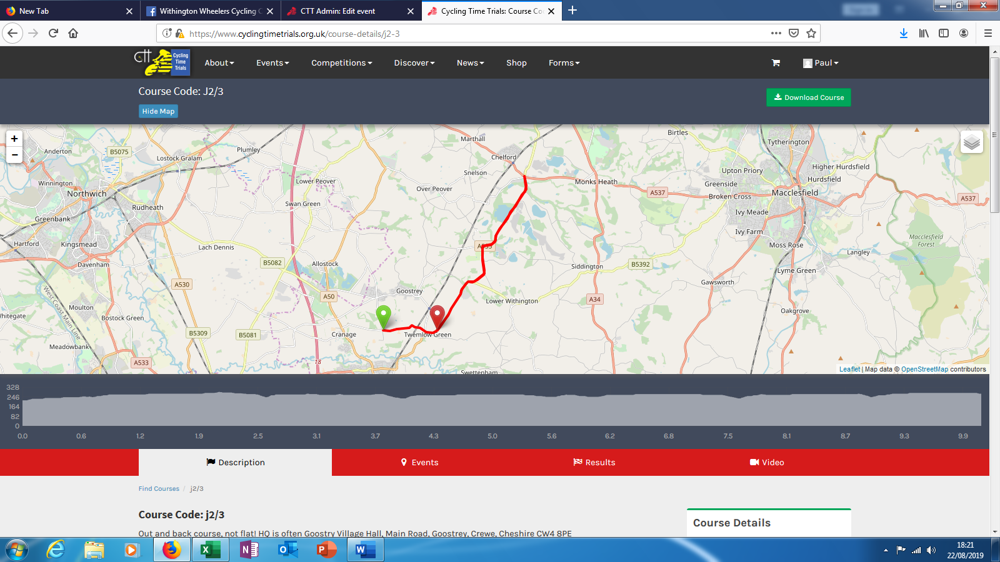 New Tab
Withington Wheelers Cycling C
CTT Admin: Edit event
Cycling Time Trials: Course Co
https://www.cyclingtimetrials.org.uk/course-details/j2-3
ctt Cycling Time Trials
About
Events
Competitions
Discover
News
Shop
Forms
Paul
Course Code: J2/3
Hide Map
Download Course
+
−
Anderton
B5075
Plumley
Lostock Gralam
Marthall
Chelford
Birtles
Tytherington
Winnington
Lower Peover
Snelson
Upton Priory
Higher Hurdsfield
Northwich
Over Peover
Monks Heath
Greenside
Hurdsfield
Rudheath
Swan Green
A537
Broken Cross
Macclesfield
A537
Greenbank
Ivy Meade
Hartford
Kingsmead
Lach Dennis
Ivy Farm
Macclesfield Forest
Davenham
B5082
Allostock
Moss Rose
Langley
Siddington
B5392
Lyme Green
A530
Goostrey
Gawsworth
West Coast Main Line
A50
Lower Withington
A34
Moulton
Oakgrove
Whitegate
Bostock Green
B5309
B5081
Cranage
Twemlow Green
Meadowbank
A533
18
Swettenham
Leaflet | Map data © OpenStreetMap contributors
328
246
164
82
0
0.0 0.6 1.2 1.9 2.5 3.1 3.7 4.3 5.0 5.6 6.2 6.8 7.5 8.1 8.7 9.3 9.9
Description
Events
Results
Video
Find Courses / j2/3
Course Code: j2/3
Course Details
Out and back course, not flat! HQ is often Goostry Village Hall, Main Road, Goostrey, Crewe, Cheshire CW4 8PE
18:21
22/08/2019